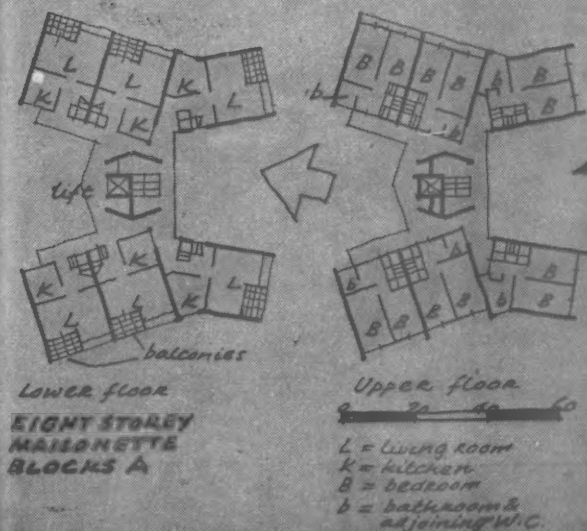 L
L
K
L
K
K
lift
K
K
K
L
L
L
balconies
Lower floor
EIGHT STOREY
MAISONETTE
BLOCKS A
B
B
B
B
b
B
B
b
b
b
b
B
B
B
B
B
b
B
Upper floor
0 20 40 60
L = living room
K = kitchen
B = bedroom
b = bathroom &
adjoining W.C